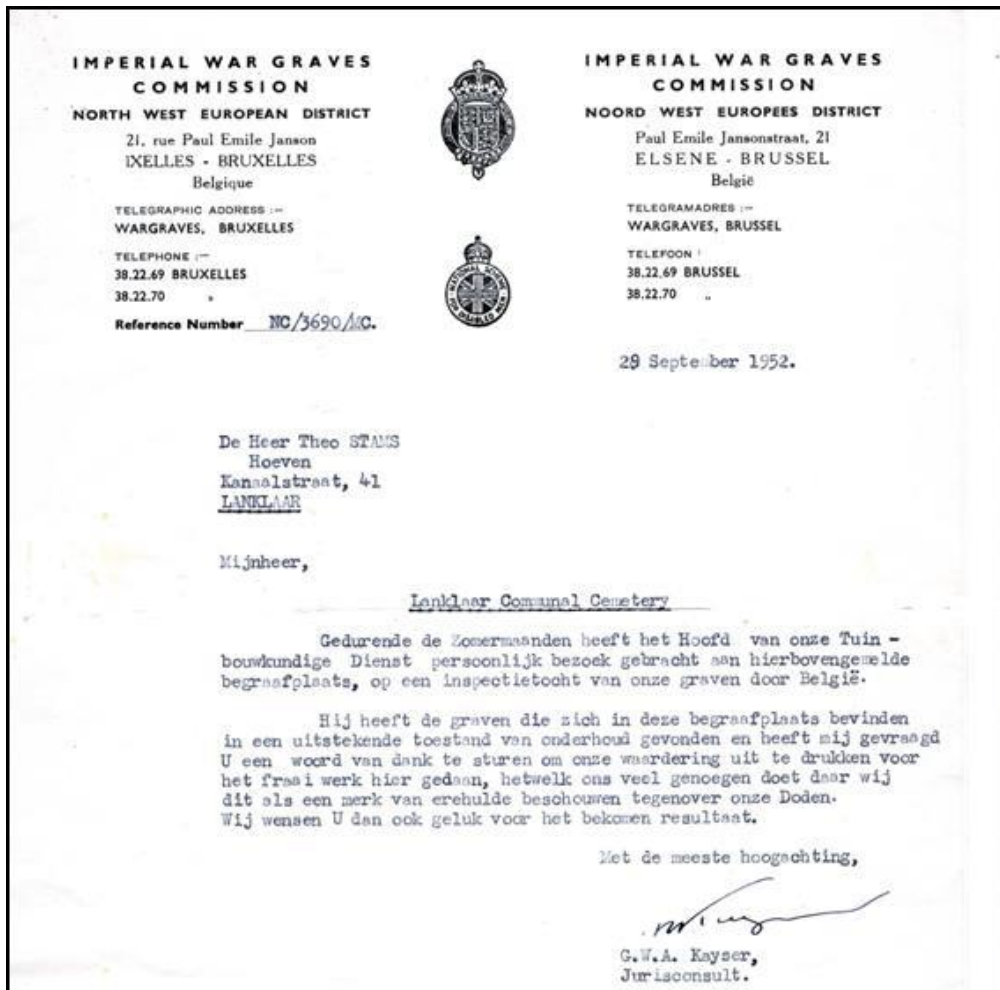 IMPERIAL WAR GRAVES
COMMISSION
NORTH WEST EUROPEAN DISTRICT
21, rue Paul Emile Janson
IXELLES - BRUXELLES
Belgique
TELEGRAPHIC ADDRESS :—
WARGRAVES, BRUXELLES
TELEPHONE :—
38.22.69 BRUXELLES
38.22.70 "
Reference Number NC/3690/MC.
NATIONAL SCHEME
FOR DISABLED MEN
IMPERIAL WAR GRAVES
COMMISSION
NOORD WEST EUROPEES DISTRICT
Paul Emile Jansonstraat, 21
ELSENE - BRUSSEL
België
TELEGRAMADRES :—
WARGRAVES, BRUSSEL
TELEFOON :
38.22.69 BRUSSEL
38.22.70 "
September 1952.
De Heer Theo STAMS
Hoeven
Kanaalstraat, 41
LANKLAAR
Mijnheer,
Lanklaar Communal Cemetery
Gedurende de Zomermaanden heeft het Hoofd van onze Tuin -
bouwkundige Dienst persoonlijk bezoek gebracht aan hierbovengemelde
begraafplaats, op een inspectietocht van onze graven door België.
Hij heeft de graven die zich in deze begraafplaats bevinden
in een uitstekende toestand van onderhoud gevonden en heeft mij gevraagd
U een woord van dank te sturen om onze waardering uit te drukken voor
het fraai werk hier gedaan, hetwelk ons veel genoegen doet daar wij
dit als een merk van erehulde beschouwen tegenover onze Doden.
Wij wensen U dan ook geluk voor het bekomen resultaat.
Met de meeste hoogachting,
G.W.A. Kayser,
Jurisconsult.